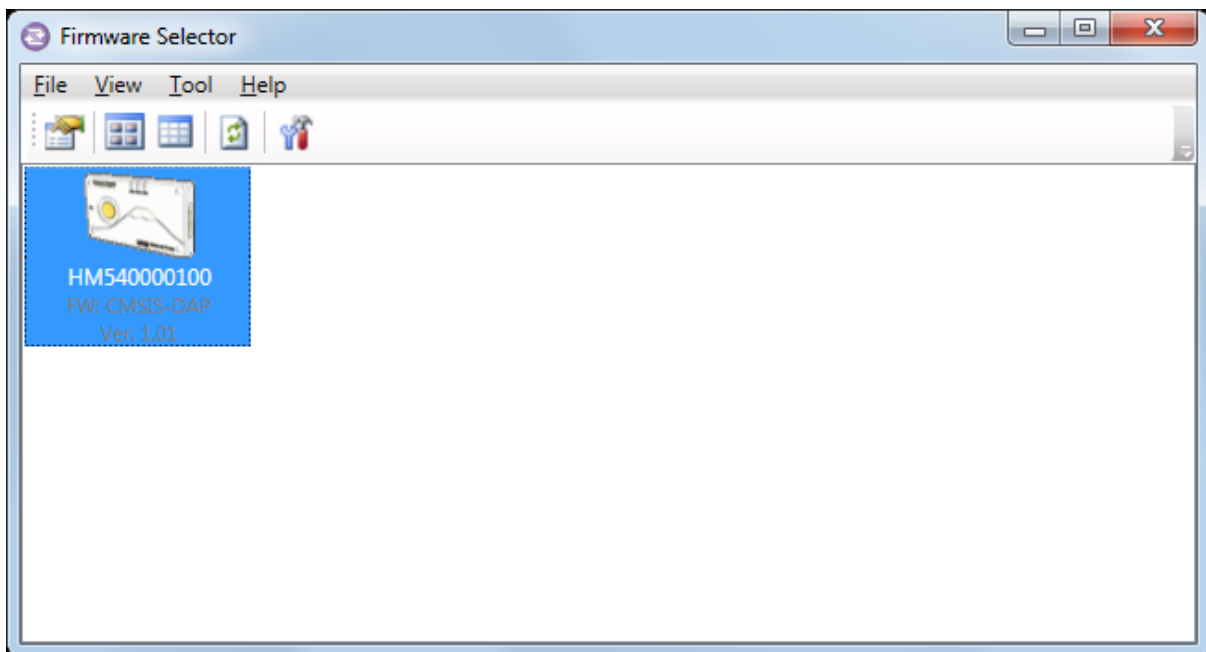 Firmware Selector
File View Tool Help
HM540000100
FW: CMSIS-DAP
Ver. 1.01